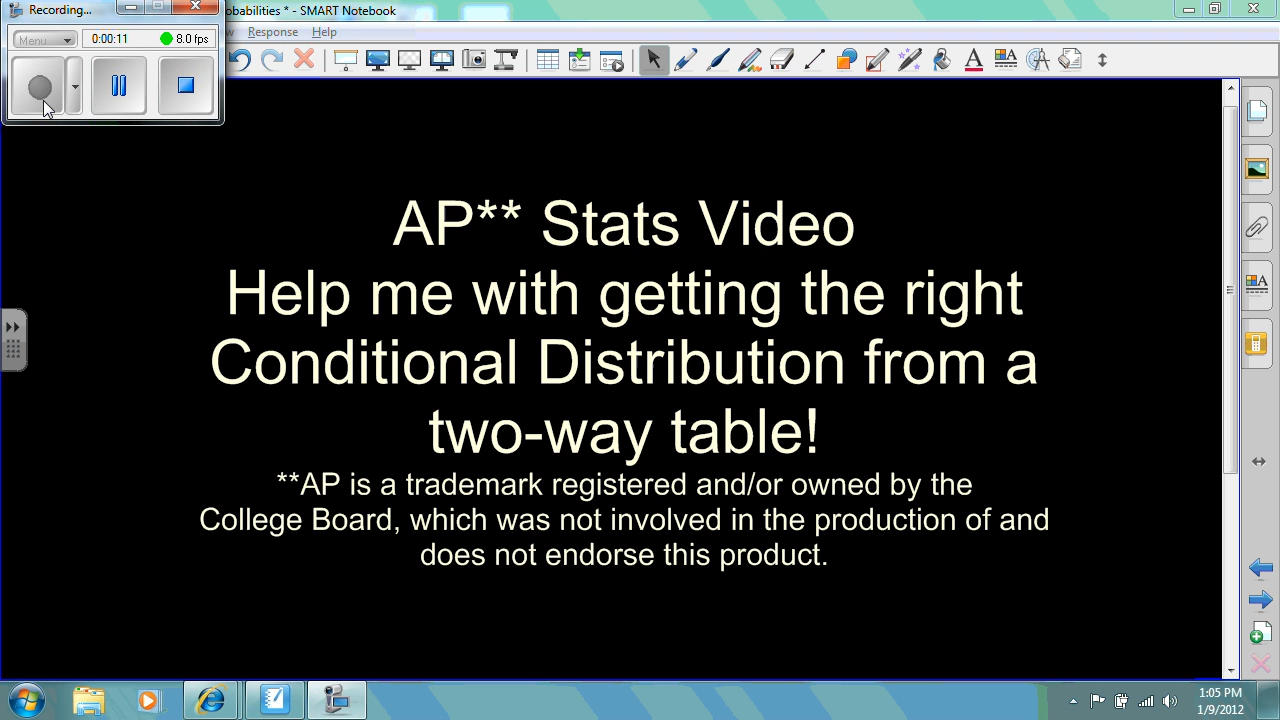 Recording...
obabilities * - SMART Notebook
Menu
0:00:11
8.0 fps
w Response Help
AP** Stats Video
Help me with getting the right
Conditional Distribution from a
two-way table!
**AP is a trademark registered and/or owned by the
College Board, which was not involved in the production of and
does not endorse this product.
1:05 PM
1/9/2012